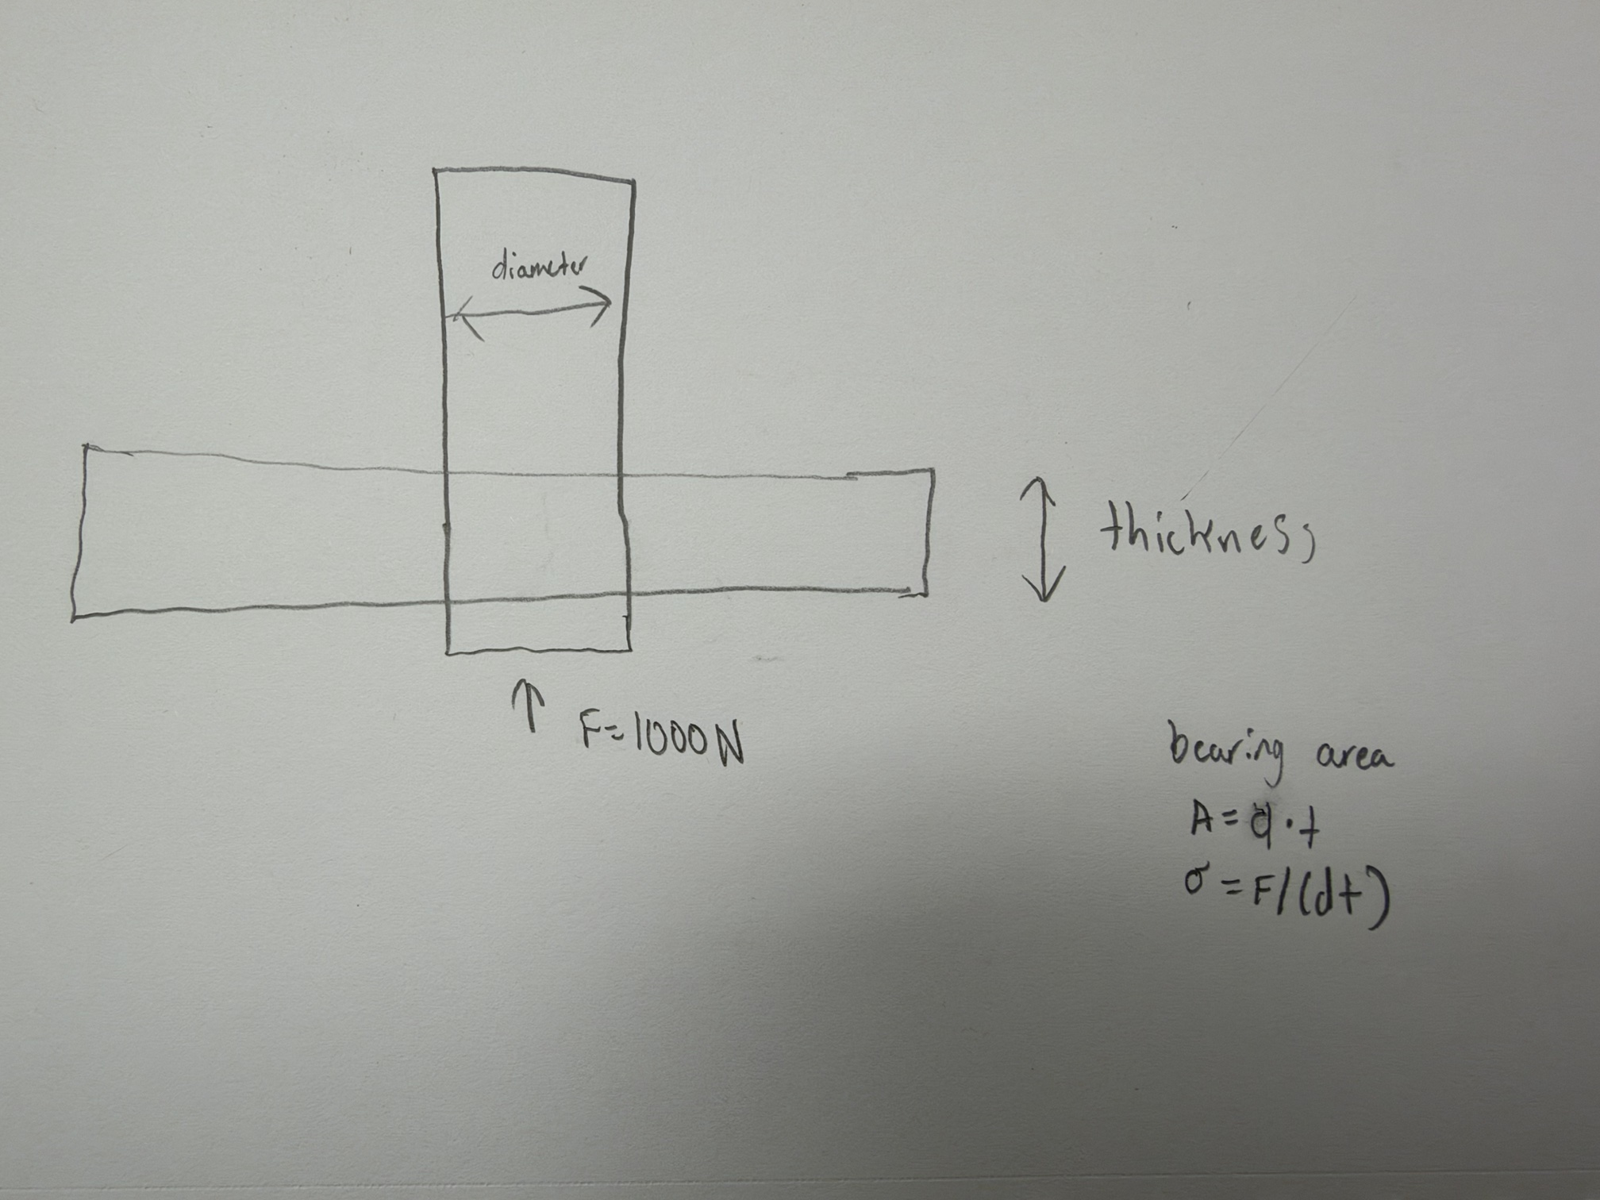 diameter
thickness
F=1000N
bearing area
A = d·t
σ = F/(dt)